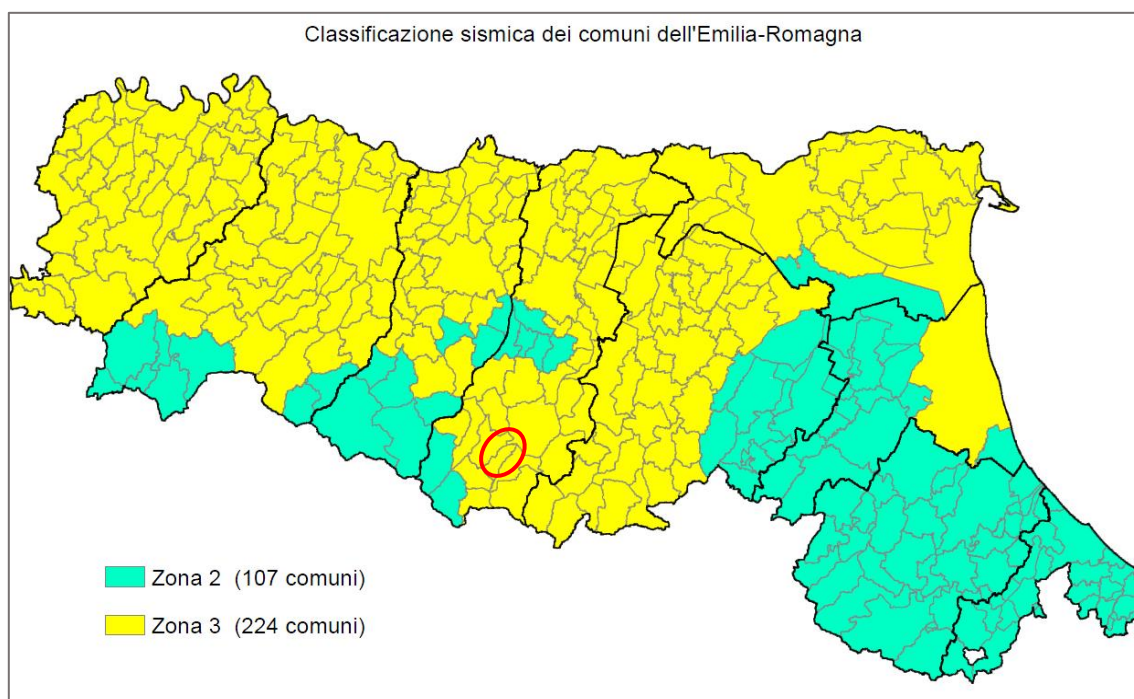 Classificazione sismica dei comuni dell'Emilia-Romagna
Zona 2 (107 comuni)
Zona 3 (224 comuni)